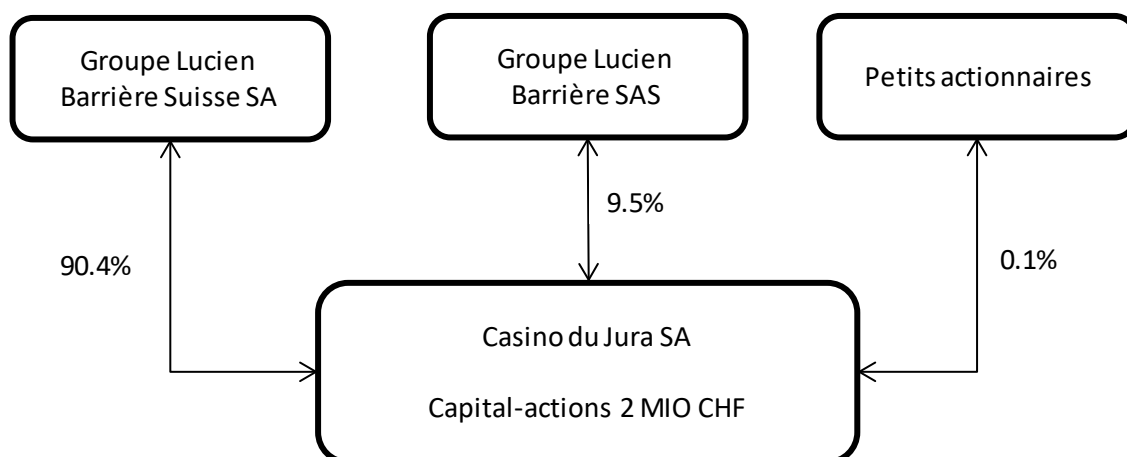 Groupe Lucien
Barrière Suisse SA
Groupe Lucien
Barrière SAS
Petits actionnaires
90.4%
9.5%
0.1%
Casino du Jura SA
Capital-actions 2 MIO CHF